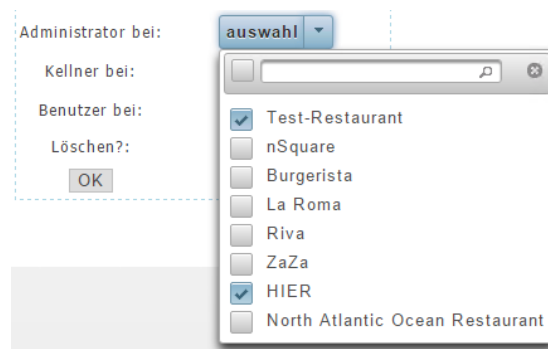 Administrator bei: auswahl
Kellner bei:
Benutzer bei:
Löschen?:
OK
Test-Restaurant
nSquare
Burgerista
La Roma
Riva
ZaZa
HIER
North Atlantic Ocean Restaurant